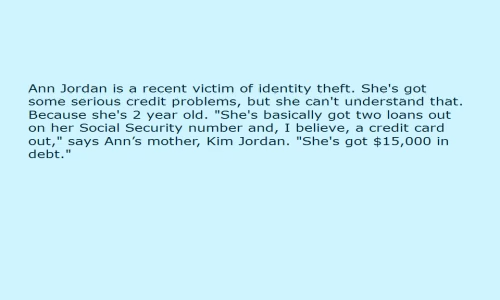 Ann Jordan is a recent victim of identity theft. She's got
some serious credit problems, but she can't understand that.
Because she's 2 year old. "She's basically got two loans out
on her Social Security number and, I believe, a credit card
out," says Ann’s mother, Kim Jordan. "She's got $15,000 in
debt."